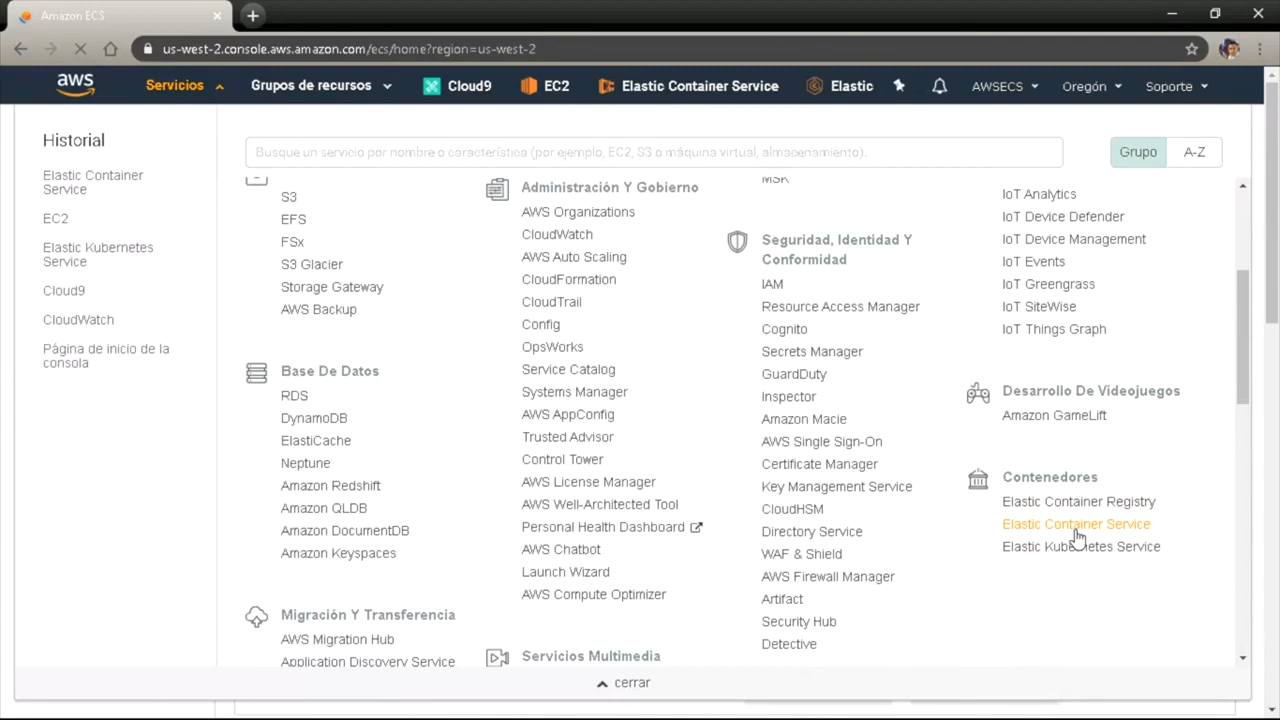 Amazon ECS
us-west-2.console.aws.amazon.com/ecs/home?region=us-west-2
aws
Servicios
Grupos de recursos
Cloud9
EC2
Elastic Container Service
Elastic
AWSECS
Oregón
Soporte
Historial
Elastic Container
Service
EC2
Elastic Kubernetes
Service
Cloud9
CloudWatch
Página de inicio de la
consola
Busque un servicio por nombre o característica (por ejemplo, EC2, S3 o máquina virtual, almacenamiento).
Grupo
A-Z
S3
EFS
FSx
S3 Glacier
Storage Gateway
AWS Backup
Base De Datos
RDS
DynamoDB
ElastiCache
Neptune
Amazon Redshift
Amazon QLDB
Amazon DocumentDB
Amazon Keyspaces
Migración Y Transferencia
AWS Migration Hub
Application Discovery Service
Administración Y Gobierno
AWS Organizations
CloudWatch
AWS Auto Scaling
CloudFormation
CloudTrail
Config
OpsWorks
Service Catalog
Systems Manager
AWS AppConfig
Trusted Advisor
Control Tower
AWS License Manager
AWS Well-Architected Tool
Personal Health Dashboard
AWS Chatbot
Launch Wizard
AWS Compute Optimizer
Servicios Multimedia
MSK
Seguridad, Identidad Y
Conformidad
IAM
Resource Access Manager
Cognito
Secrets Manager
GuardDuty
Inspector
Amazon Macie
AWS Single Sign-On
Certificate Manager
Key Management Service
CloudHSM
Directory Service
WAF & Shield
AWS Firewall Manager
Artifact
Security Hub
Detective
IoT Analytics
IoT Device Defender
IoT Device Management
IoT Events
IoT Greengrass
IoT SiteWise
IoT Things Graph
Desarrollo De Videojuegos
Amazon GameLift
Contenedores
Elastic Container Registry
Elastic Container Service
Elastic Kubernetes Service
cerrar